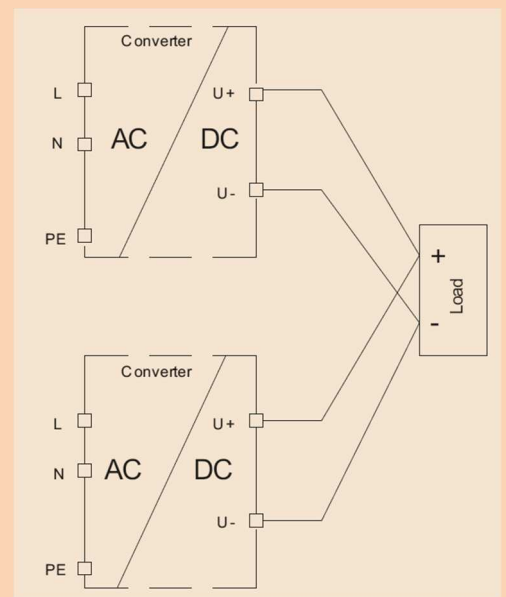 Converter
L
U+
N
AC
DC
U-
PE
+
Load
-
Converter
L
U+
N
AC
DC
U-
PE